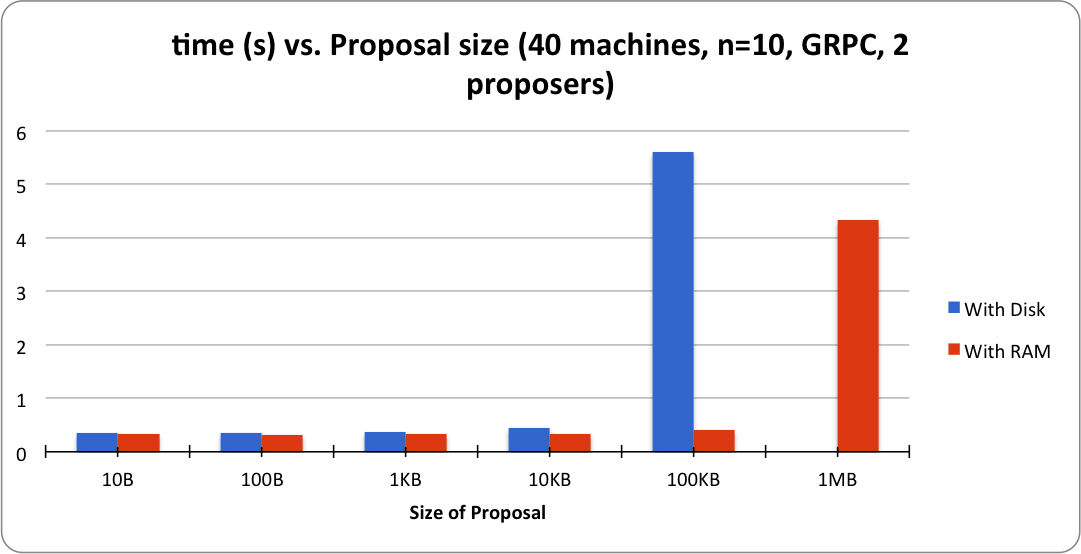 time (s) vs. Proposal size (40 machines, n=10, GRPC, 2
proposers)
6
5
4
3
2
1
0
10B 100B 1KB 10KB 100KB 1MB
Size of Proposal
With Disk
With RAM